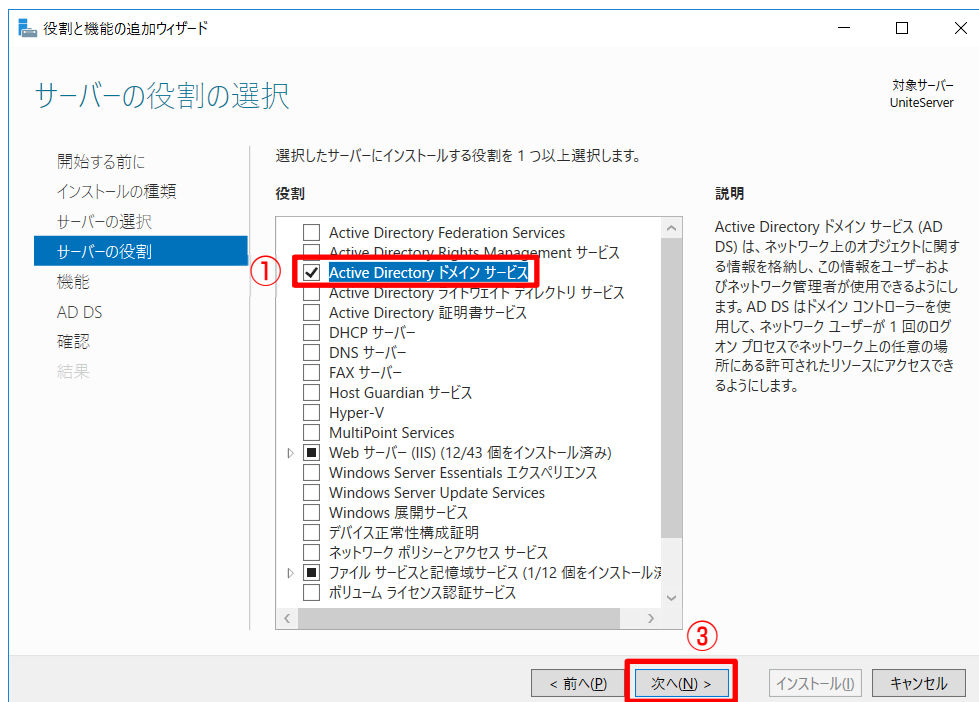 役割と機能の追加ウィザード
サーバーの役割の選択
対象サーバー
UniteServer
開始する前に
インストールの種類
サーバーの選択
サーバーの役割
機能
AD DS
確認
結果
選択したサーバーにインストールする役割を 1 つ以上選択します。
役割
Active Directory Federation Services
Active Directory Rights Management サービス
①
Active Directory ドメイン サービス
Active Directory ライトウェイト ディレクトリ サービス
Active Directory 証明書サービス
DHCP サーバー
DNS サーバー
FAX サーバー
Host Guardian サービス
Hyper-V
MultiPoint Services
Web サーバー (IIS) (12/43 個をインストール済み)
Windows Server Essentials エクスペリエンス
Windows Server Update Services
Windows 展開サービス
デバイス正常性構成証明
ネットワーク ポリシーとアクセス サービス
ファイル サービスと記憶域サービス (1/12 個をインストール済
ボリューム ライセンス認証サービス
説明
Active Directory ドメイン サービス (AD
DS) は、ネットワーク上のオブジェクトに関す
る情報を格納し、この情報をユーザーおよ
びネットワーク管理者が使用できるようにし
ます。AD DS はドメイン コントローラーを使
用して、ネットワーク ユーザーが 1 回のログ
オン プロセスでネットワーク上の任意の場
所にある許可されたリソースにアクセスでき
るようにします。
③
< 前へ(P)
次へ(N) >
インストール(I)
キャンセル